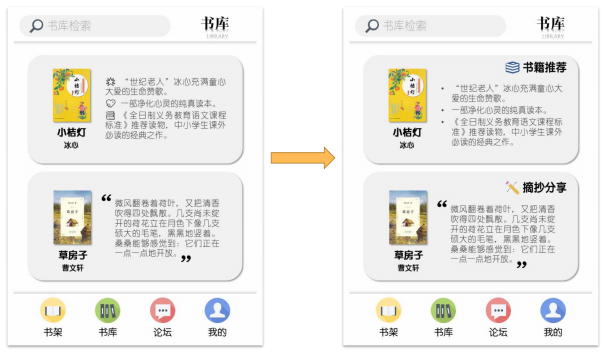 书库检索
书库
LIBRARY
“世纪老人”冰心充满童心
大爱的生命赞歌。
一部净化心灵的纯真读本。
《全日制义务教育语文课程
标准》推荐读物，中小学生课外
必读的经典之作。
小桔灯
小桔灯
冰心
“
微风翻卷着荷叶，又把清香
吹得四处飘散。几支尚未绽
开的荷花立在月色下像几支
硕大的毛笔，黑黑地竖着。
桑桑能够感觉到：它们正在
一点一点地开放。
”
草房子
草房子
曹文轩
书架
书库
论坛
我的
书库检索
书库
LIBRARY
书籍推荐
• “世纪老人”冰心充满童心
大爱的生命赞歌。
• 一部净化心灵的纯真读本。
• 《全日制义务教育语文课程
标准》推荐读物，中小学生课外
必读的经典之作。
小桔灯
小桔灯
冰心
摘抄分享
“
微风翻卷着荷叶，又把清香
吹得四处飘散。几支尚未绽
开的荷花立在月色下像几支
硕大的毛笔，黑黑地竖着。
桑桑能够感觉到：它们正在
一点一点地开放。
”
草房子
草房子
曹文轩
书架
书库
论坛
我的